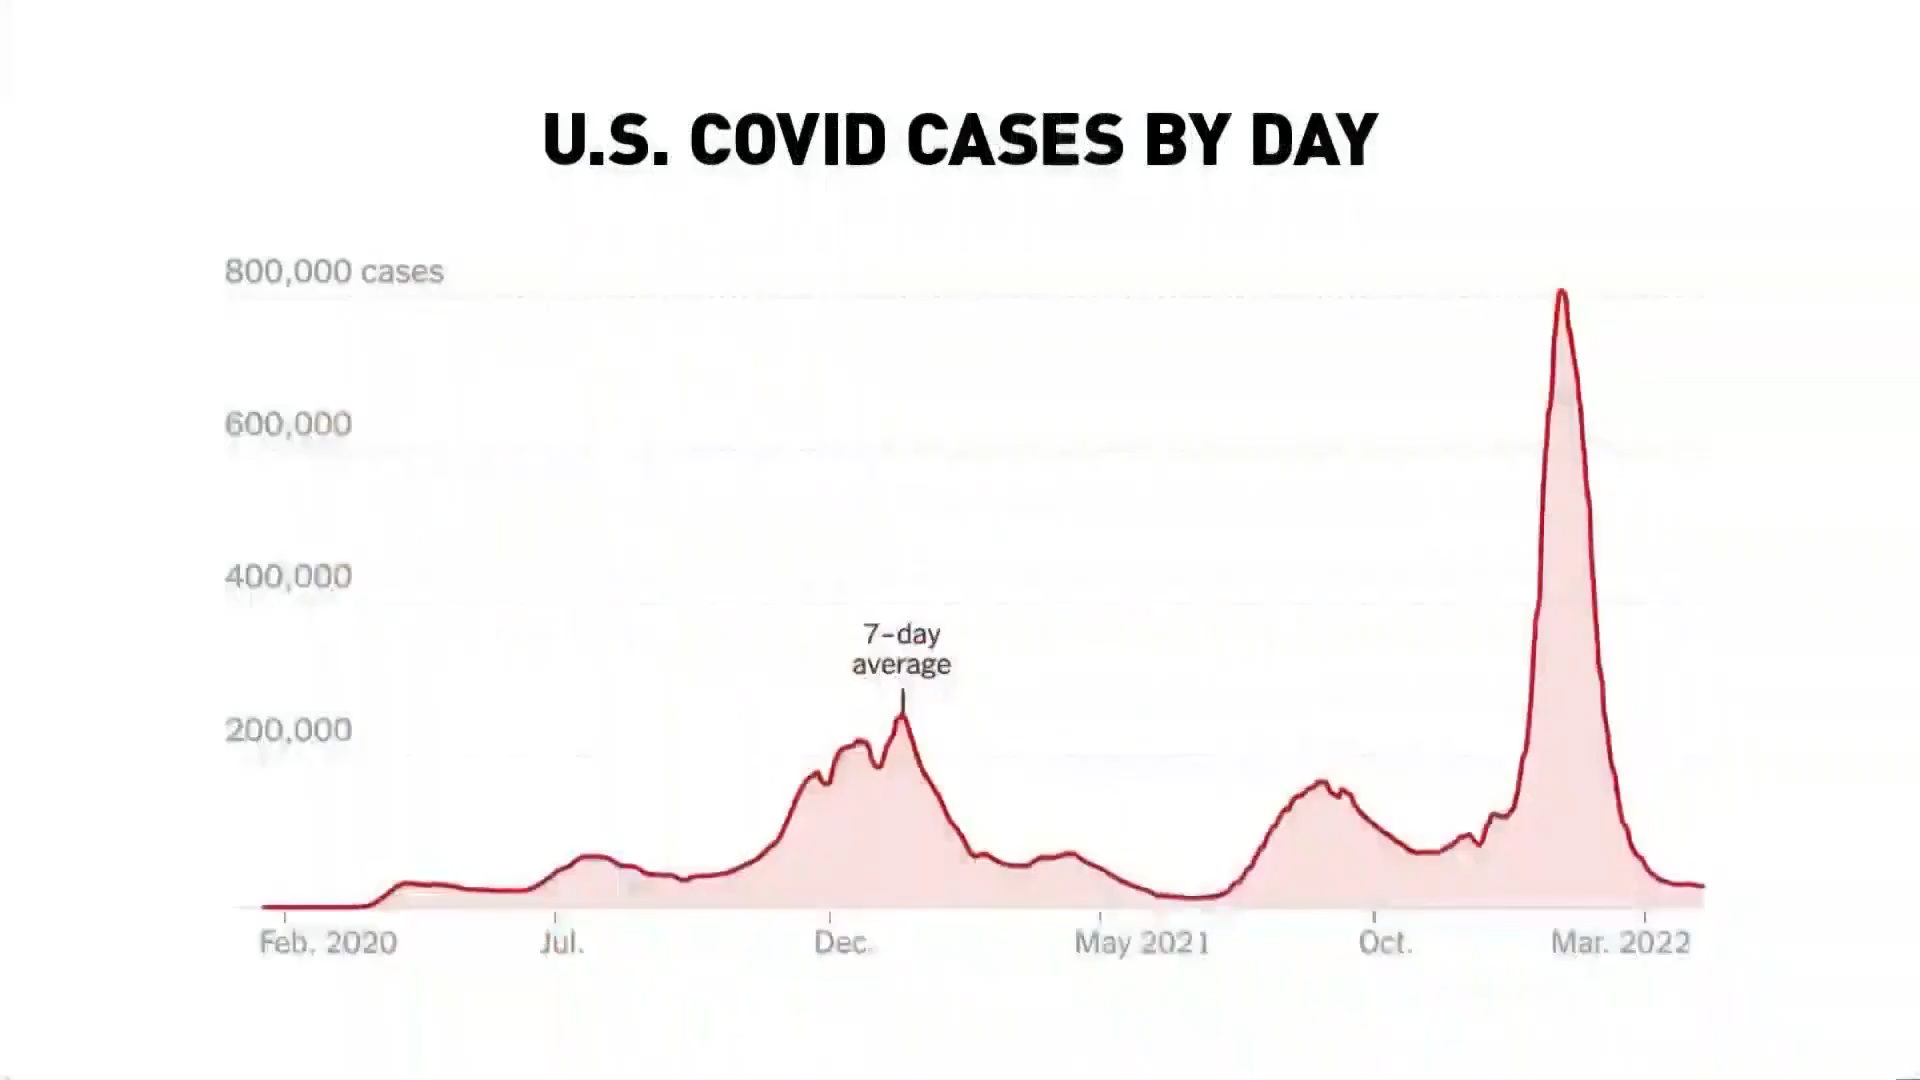 U.S. COVID CASES BY DAY
800,000 cases
600,000
400,000
7-day
average
200,000
Feb. 2020 Jul. Dec. May 2021 Oct. Mar. 2022